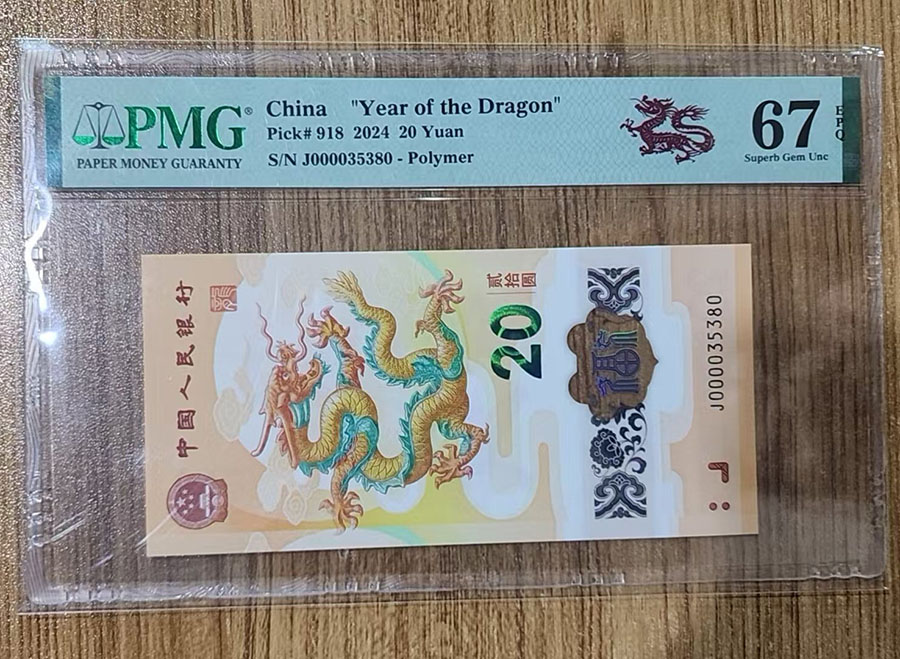 PMG®
PAPER MONEY GUARANTY
China "Year of the Dragon"
Pick# 918 2024 20 Yuan
S/N J000035380 - Polymer
67
EPQ
Superb Gem Unc
中国人民银行
贰拾圆
20
福
J000035380